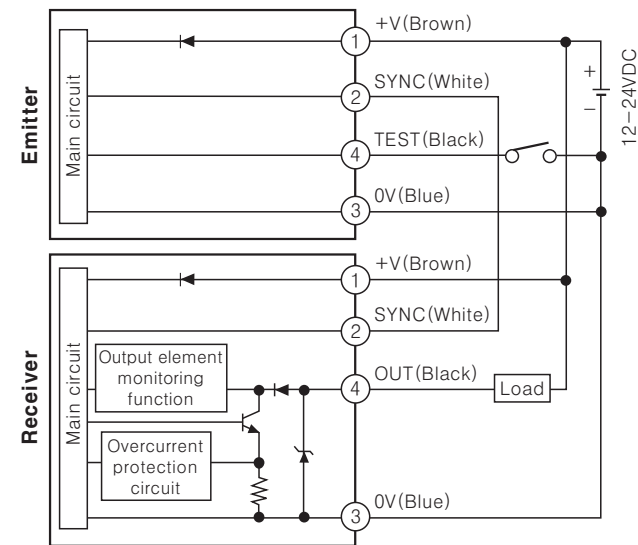 Emitter
Main circuit
1
+V(Brown)
2
SYNC(White)
4
TEST(Black)
3
0V(Blue)
+
−
12−24VDC
Receiver
Main circuit
1
+V(Brown)
2
SYNC(White)
Output element
monitoring
function
4
OUT(Black)
Load
Overcurrent
protection
circuit
3
0V(Blue)